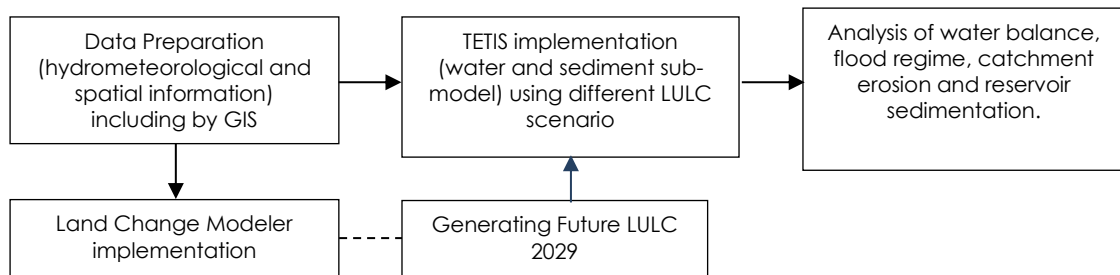 Data Preparation
(hydrometeorological and
spatial information)
including by GIS
TETIS implementation
(water and sediment sub-
model) using different LULC
scenario
Analysis of water balance,
flood regime, catchment
erosion and reservoir
sedimentation.
Land Change Modeler
implementation
Generating Future LULC
2029